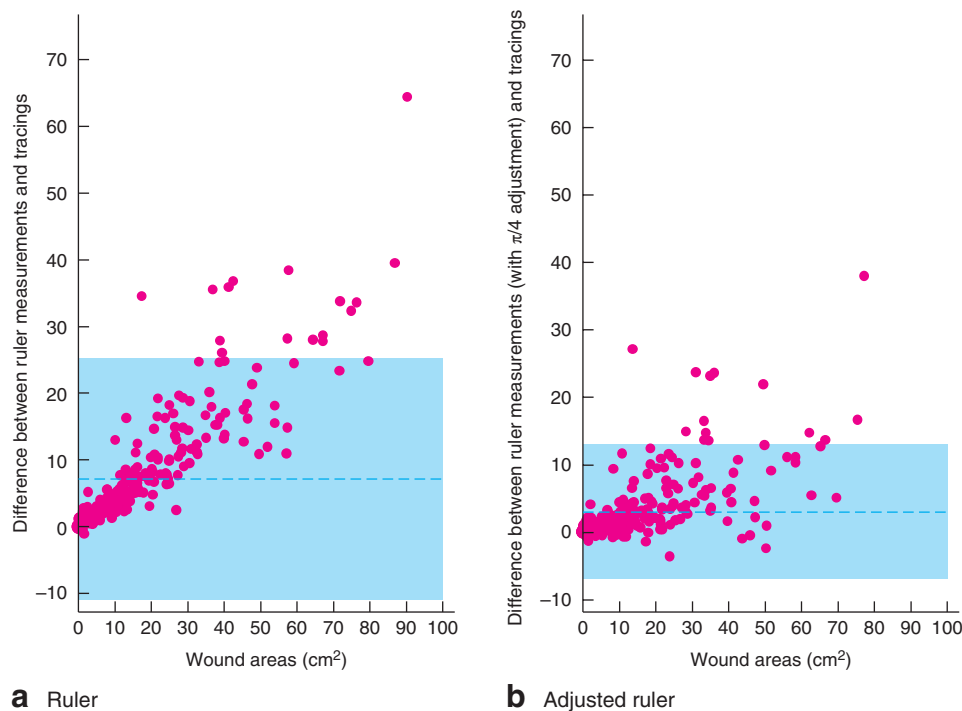 Difference between ruler measurements and tracings
70
60
50
40
30
20
10
0
–10
0 10 20 30 40 50 60 70 80 90 100
Wound areas (cm²)
a Ruler
Difference between ruler measurements (with π/4 adjustment) and tracings
70
60
50
40
30
20
10
0
–10
0 10 20 30 40 50 60 70 80 90 100
Wound areas (cm²)
b Adjusted ruler